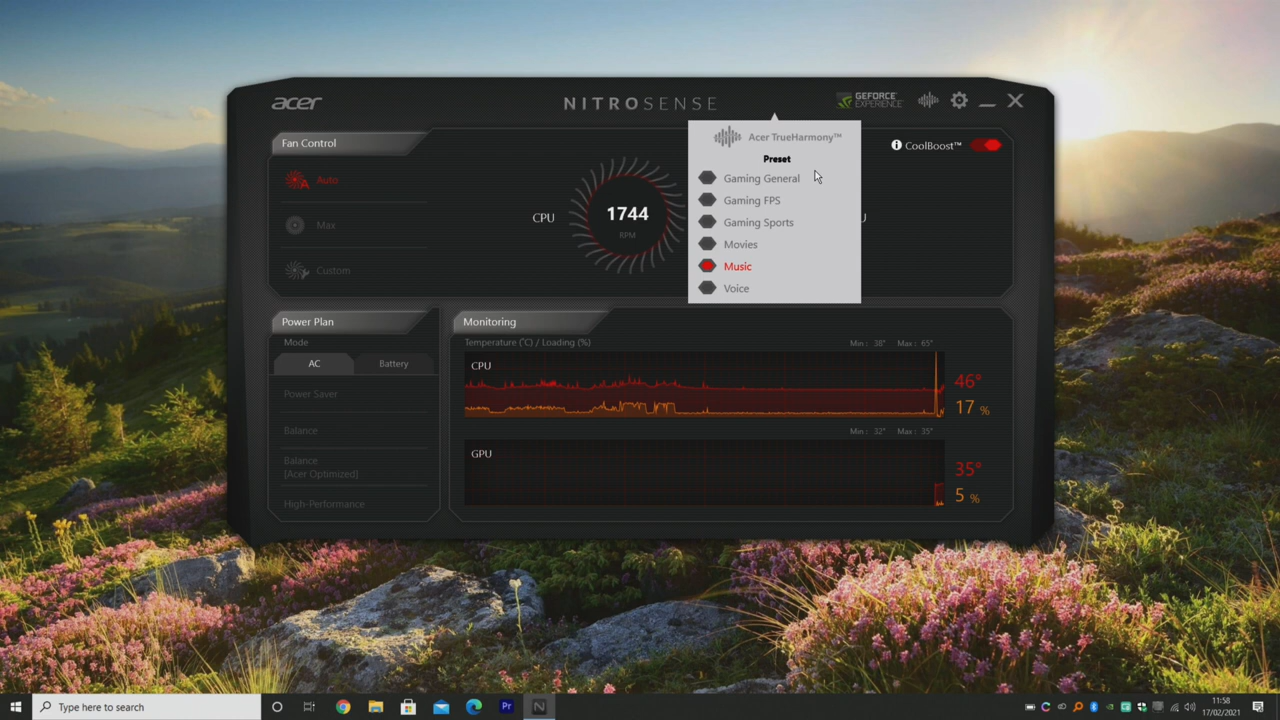 acer
NITROSENSE
GEFORCE
EXPERIENCE
Fan Control
Auto
Max
Custom
CPU
1744
RPM
Acer TrueHarmony™
Preset
Gaming General
Gaming FPS
Gaming Sports
Movies
Music
Voice
CoolBoost™
U
Power Plan
Mode
AC
Battery
Power Saver
Balance
Balance
[Acer Optimized]
High-Performance
Monitoring
Temperature (°C) / Loading (%)
Min : 38° Max : 65°
CPU
46°
17 %
Min : 32° Max : 35°
GPU
35°
5 %
Type here to search
Pr
N
11:58
17/02/2021